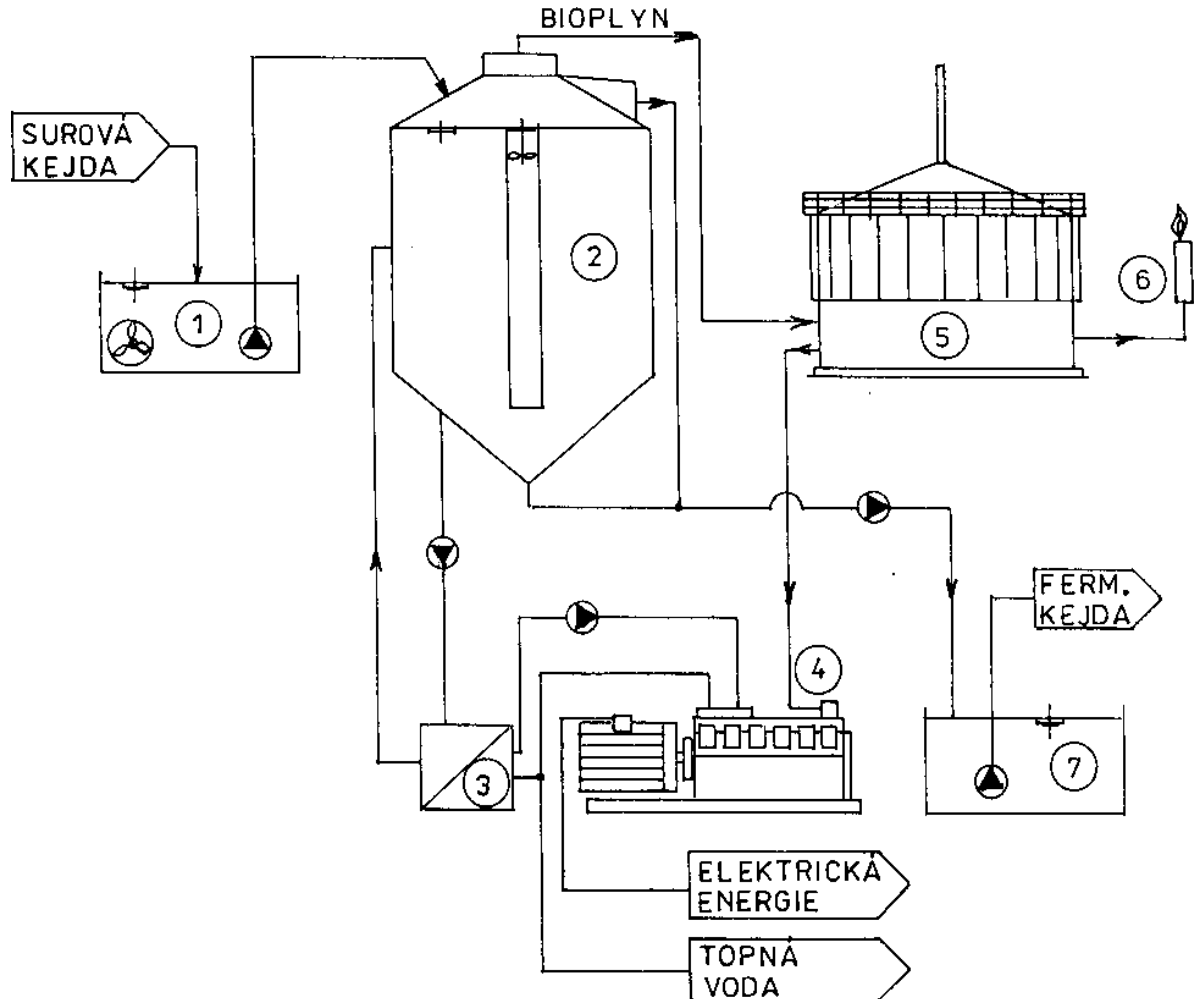 BIOPLYN
SUROVÁ
KEJDA
1
2
5
6
FERM.
KEJDA
4
3
7
ELEKTRICKÁ
ENERGIE
TOPNÁ
VODA